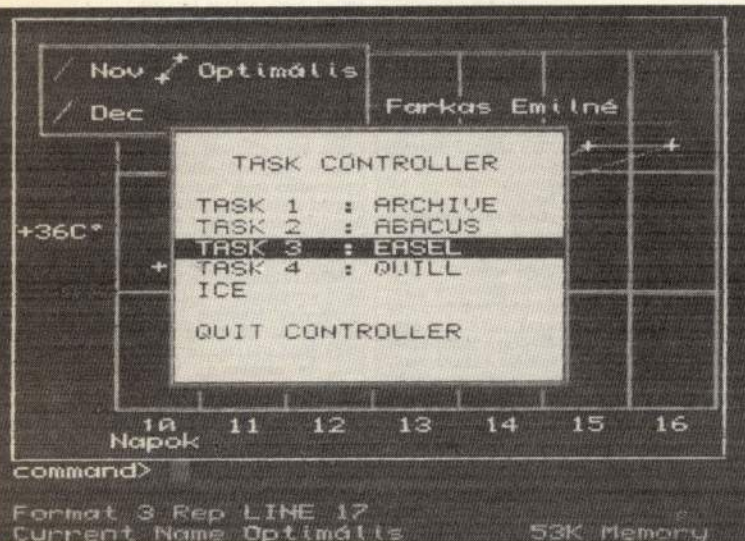 Nov Optimális
Dec
Farkas Emilné
TASK CONTROLLER
TASK 1 : ARCHIVE
TASK 2 : ABACUS
TASK 3 : EASEL
TASK 4 : QUILL
ICE
QUIT CONTROLLER
+36C°
10 11 12 13 14 15 16
Napok
command>
Format 3 Rep LINE 17
Current Name Optimális 53K Memory